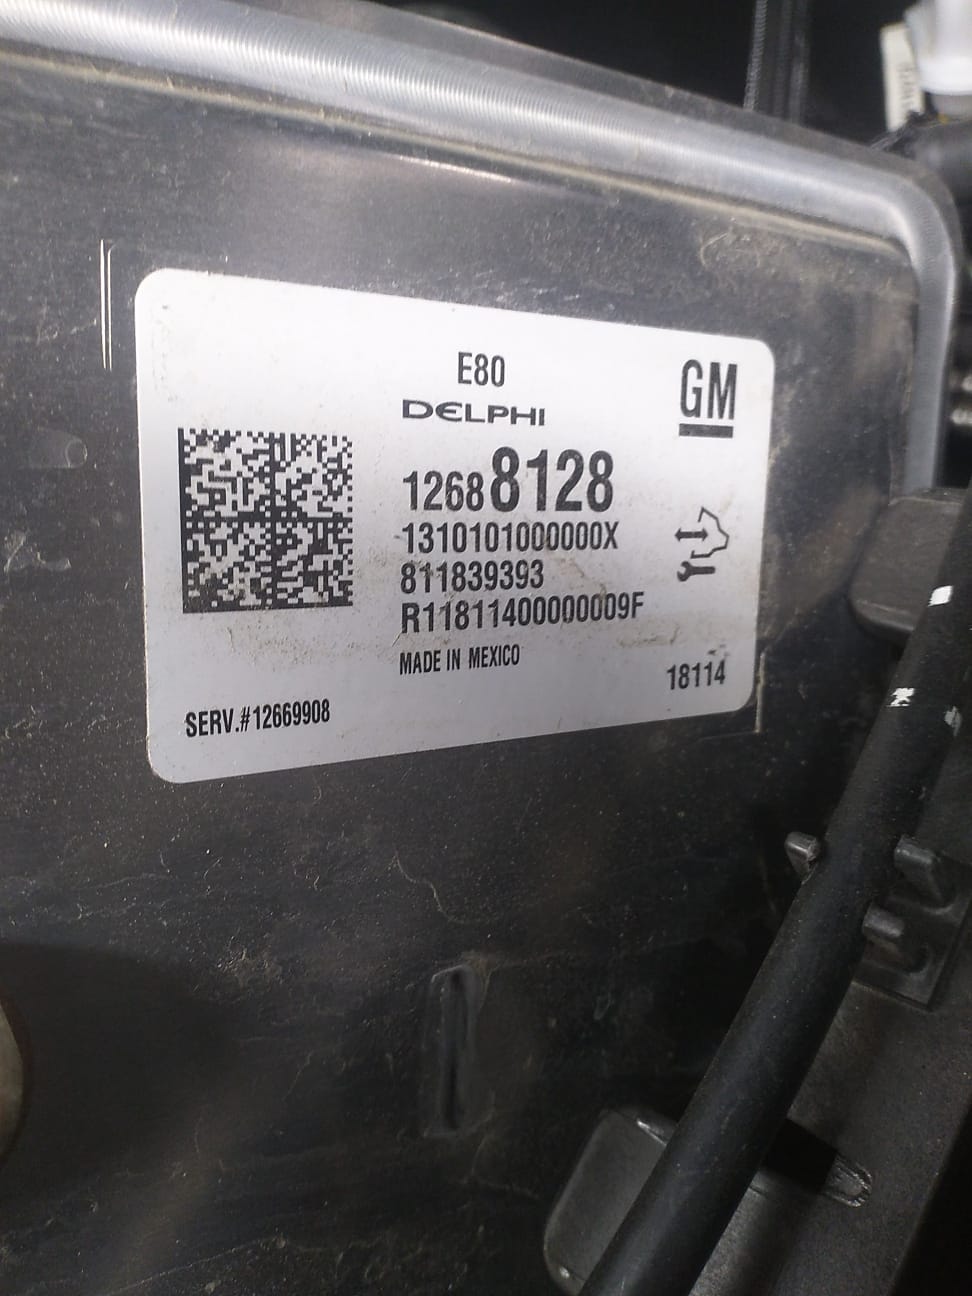 E80
DELPHI
GM
12688128
1310101000000X
811839393
R11811400000009F
MADE IN MEXICO
18114
SERV.#12669908